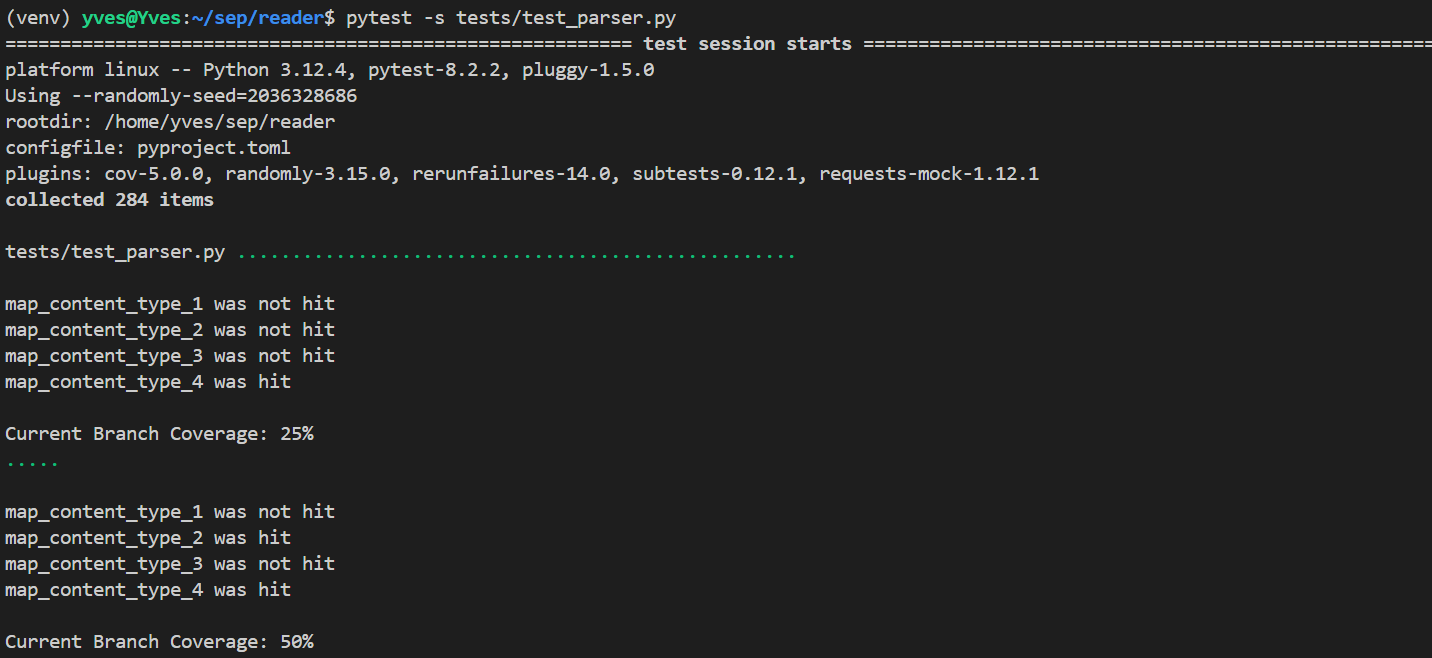 (venv) yves@Yves:~/sep/reader$ pytest -s tests/test_parser.py
========================================================= test session starts ====================================================
platform linux -- Python 3.12.4, pytest-8.2.2, pluggy-1.5.0
Using --randomly-seed=2036328686
rootdir: /home/yves/sep/reader
configfile: pyproject.toml
plugins: cov-5.0.0, randomly-3.15.0, rerunfailures-14.0, subtests-0.12.1, requests-mock-1.12.1
collected 284 items
tests/test_parser.py ...................................................
map_content_type_1 was not hit
map_content_type_2 was not hit
map_content_type_3 was not hit
map_content_type_4 was hit
Current Branch Coverage: 25%
.....
map_content_type_1 was not hit
map_content_type_2 was hit
map_content_type_3 was not hit
map_content_type_4 was hit
Current Branch Coverage: 50%